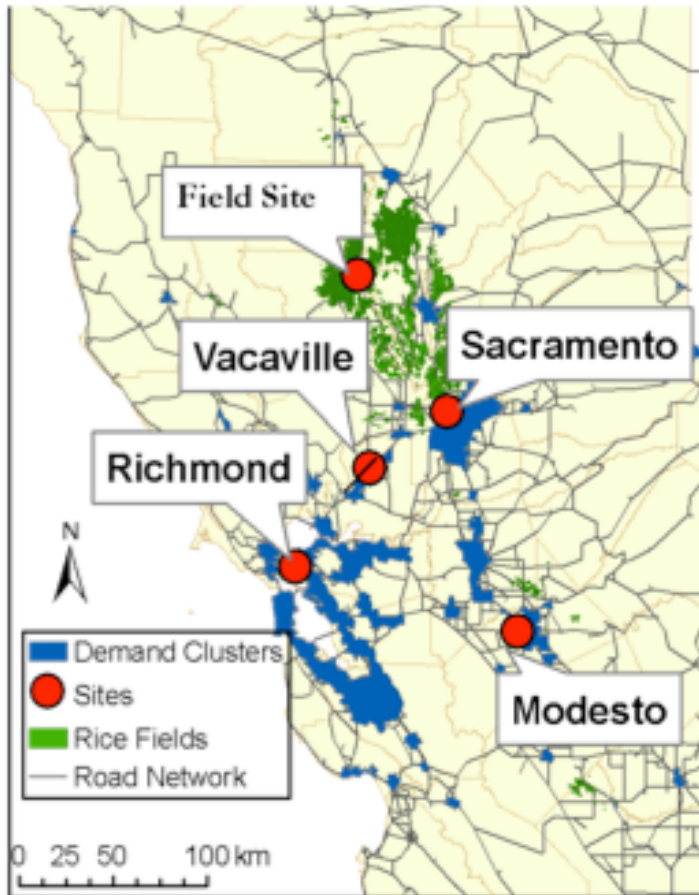 Field Site
Vacaville
Sacramento
Richmond
N
Demand Clusters
Sites
Rice Fields
Road Network
Modesto
0 25 50 100 km